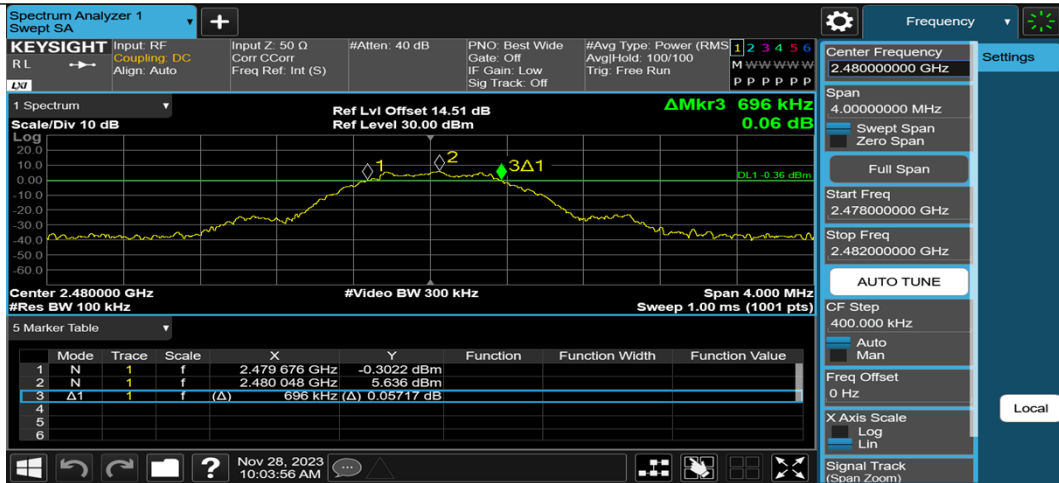 Spectrum Analyzer 1
Swept SA
Frequency
KEYSIGHT
RL
LXI
Input: RF
Coupling: DC
Align: Auto
Input Z: 50 Ω
Corr CCorr
Freq Ref: Int (S)
#Atten: 40 dB
PNO: Best Wide
Gate: Off
IF Gain: Low
Sig Track: Off
#Avg Type: Power (RMS
Avg|Hold: 100/100
Trig: Free Run
1 2 3 4 5 6
M W W W W W
P P P P P P
1 Spectrum
Scale/Div 10 dB
Ref Lvl Offset 14.51 dB
Ref Level 30.00 dBm
ΔMkr3 696 kHz
0.06 dB
Log
20.0
10.0
0.00
-10.0
-20.0
-30.0
-40.0
-50.0
-60.0
1
2
3Δ1
DL1 -0.36 dBm
Center 2.480000 GHz
#Res BW 100 kHz
#Video BW 300 kHz
Span 4.000 MHz
Sweep 1.00 ms (1001 pts)
5 Marker Table
Mode Trace Scale X Y Function Function Width Function Value
1 N 1 f 2.479 676 GHz -0.3022 dBm
2 N 1 f 2.480 048 GHz 5.636 dBm
3 Δ1 1 f (Δ) 696 kHz (Δ) 0.05717 dB
4
5
6
Nov 28, 2023
10:03:56 AM
Center Frequency
2.480000000 GHz
Span
4.00000000 MHz
Swept Span
Zero Span
Full Span
Start Freq
2.478000000 GHz
Stop Freq
2.482000000 GHz
AUTO TUNE
CF Step
400.000 kHz
Auto
Man
Freq Offset
0 Hz
X Axis Scale
Log
Lin
Signal Track
(Span Zoom)
Settings
Local